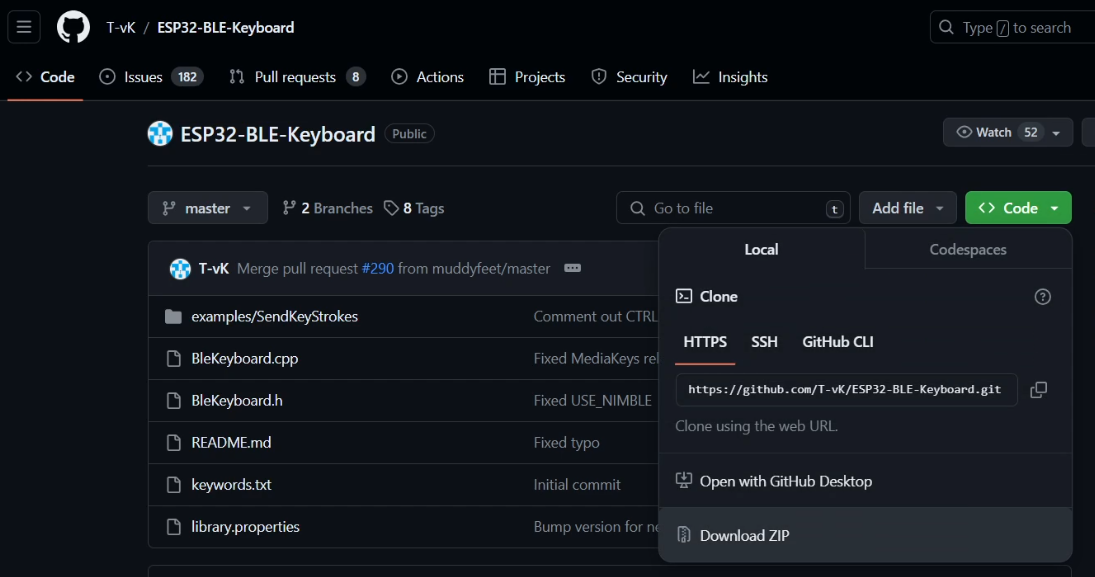 T-vK / ESP32-BLE-Keyboard
Type / to search
Code
Issues 182
Pull requests 8
Actions
Projects
Security
Insights
ESP32-BLE-Keyboard Public
Watch 52
master
2 Branches
8 Tags
Go to file
t
Add file
Code
T-vK Merge pull request #290 from muddyfeet/master
examples/SendKeyStrokes Comment out CTRL
BleKeyboard.cpp Fixed MediaKeys rel
BleKeyboard.h Fixed USE_NIMBLE
README.md Fixed typo
keywords.txt Initial commit
library.properties Bump version for ne
Local
Codespaces
Clone
HTTPS
SSH
GitHub CLI
https://github.com/T-vK/ESP32-BLE-Keyboard.git
Clone using the web URL.
Open with GitHub Desktop
Download ZIP